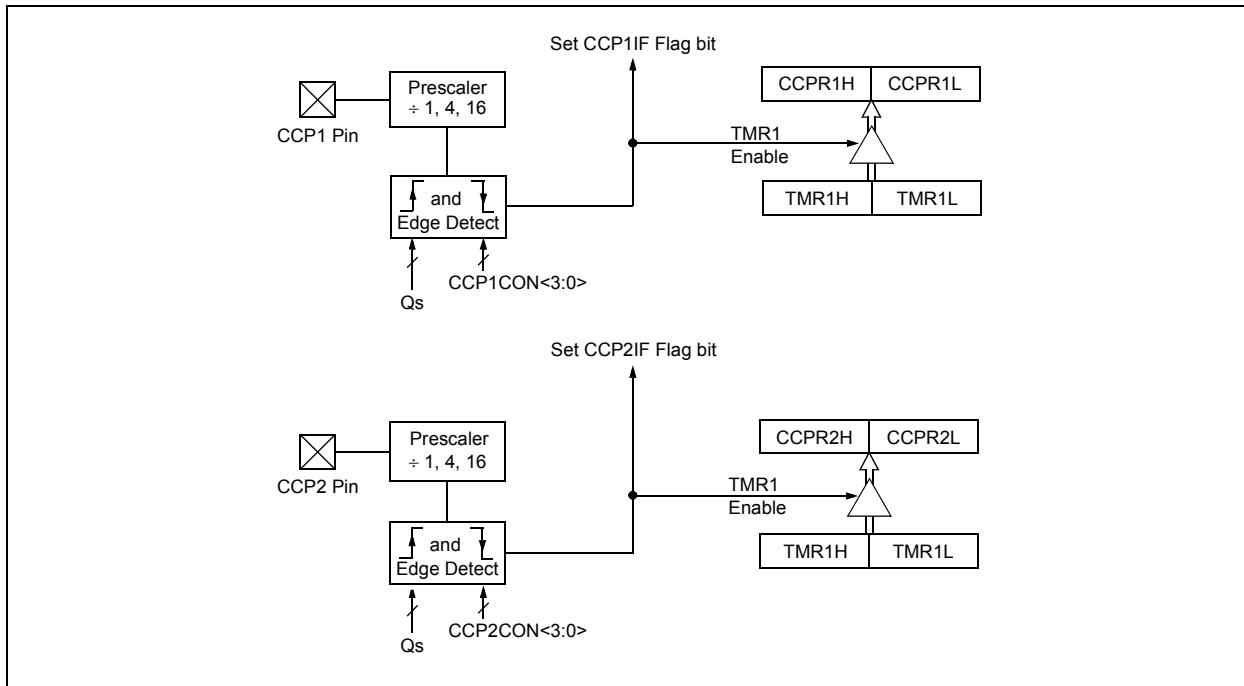 Set CCP1IF Flag bit
CCP1 Pin
Prescaler
÷ 1, 4, 16
and
Edge Detect
Qs
CCP1CON<3:0>
TMR1
Enable
CCPR1H CCPR1L
TMR1H TMR1L
Set CCP2IF Flag bit
CCP2 Pin
Prescaler
÷ 1, 4, 16
and
Edge Detect
Qs
CCP2CON<3:0>
TMR1
Enable
CCPR2H CCPR2L
TMR1H TMR1L